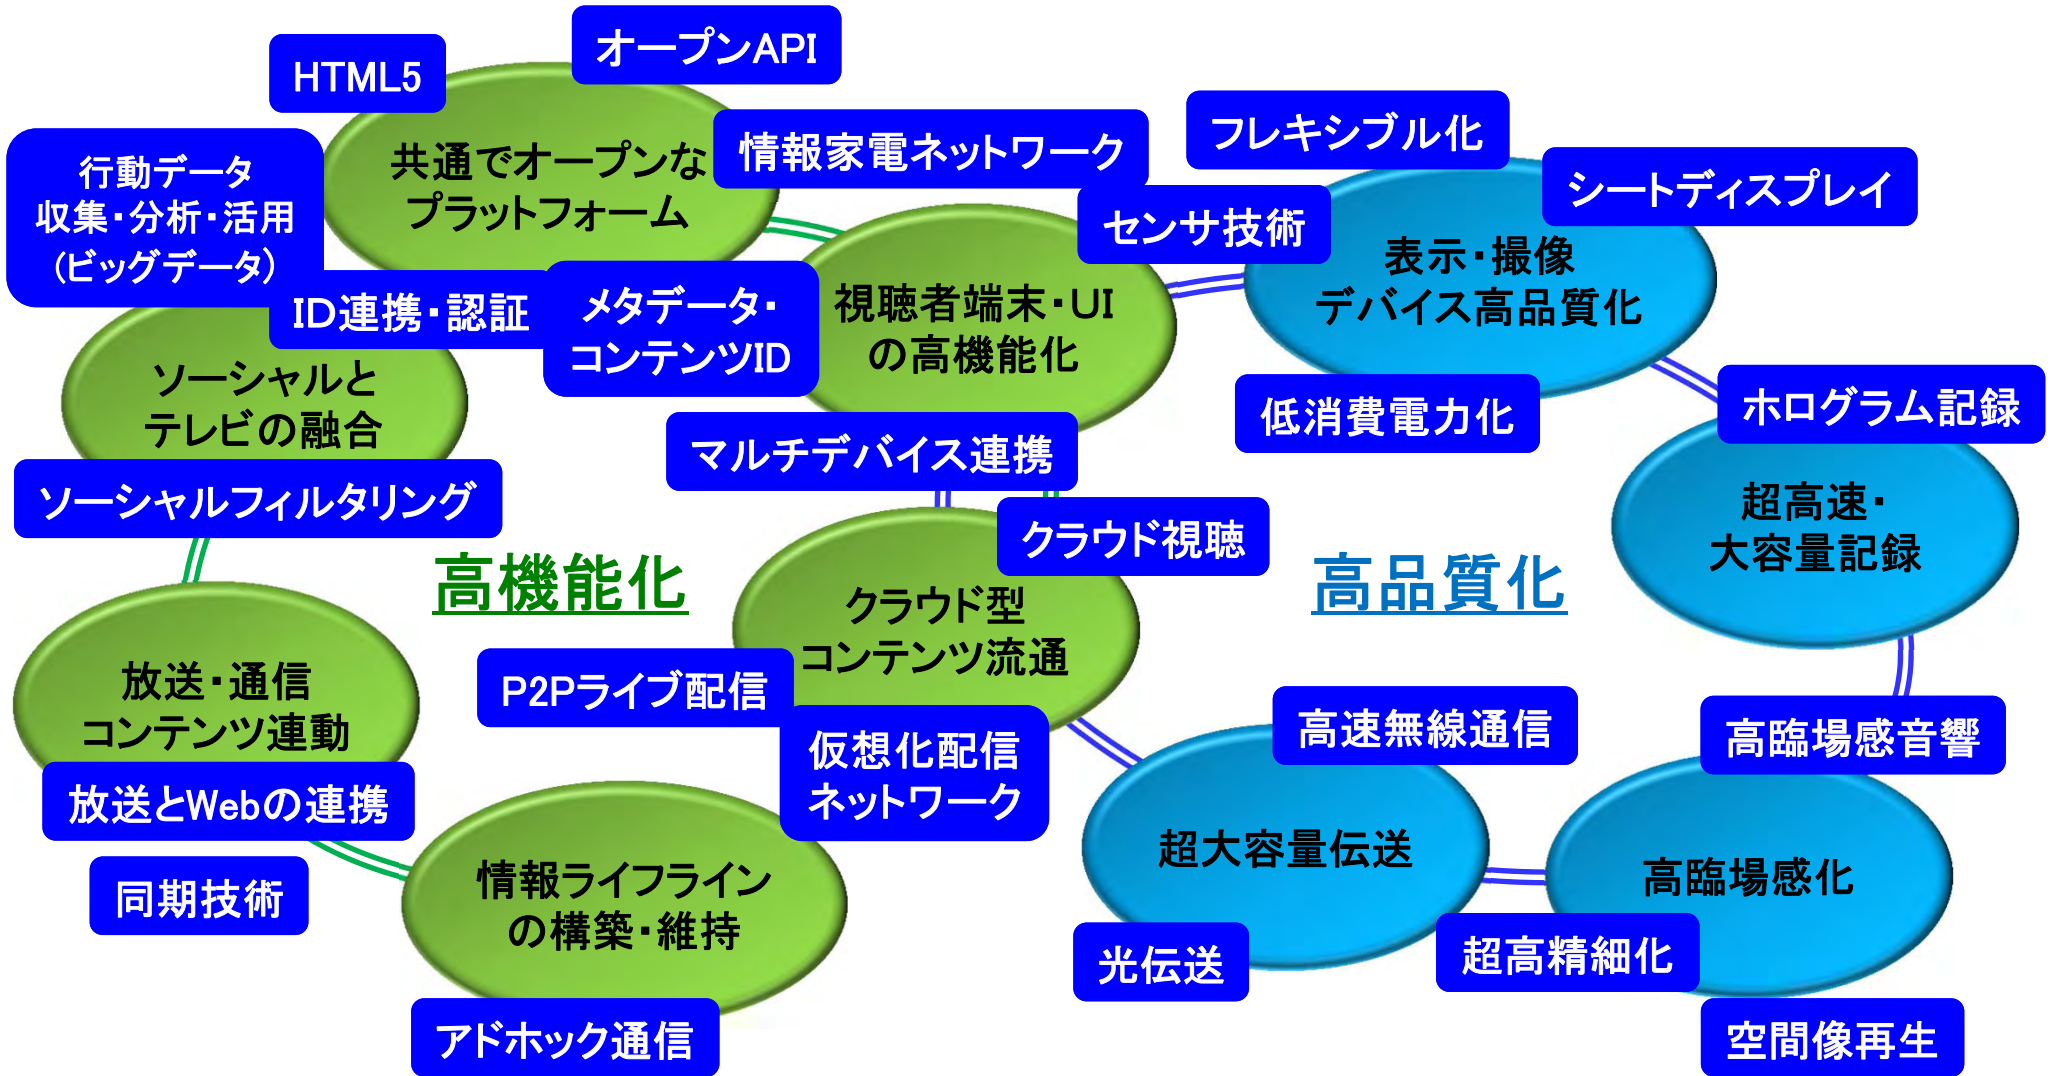 オープンAPI
HTML5
共通でオープンな
プラットフォーム
情報家電ネットワーク
フレキシブル化
シートディスプレイ
行動データ
収集・分析・活用
(ビッグデータ)
センサ技術
表示・撮像
デバイス高品質化
ID連携・認証
メタデータ・
コンテンツID
視聴者端末・UI
の高機能化
ソーシャルと
テレビの融合
低消費電力化
ホログラム記録
マルチデバイス連携
ソーシャルフィルタリング
クラウド視聴
超高速・
大容量記録
高機能化
高品質化
クラウド型
コンテンツ流通
P2Pライブ配信
放送・通信
コンテンツ連動
高速無線通信
高臨場感音響
仮想化配信
ネットワーク
放送とWebの連携
超大容量伝送
高臨場感化
同期技術
情報ライフライン
の構築・維持
光伝送
超高精細化
アドホック通信
空間像再生